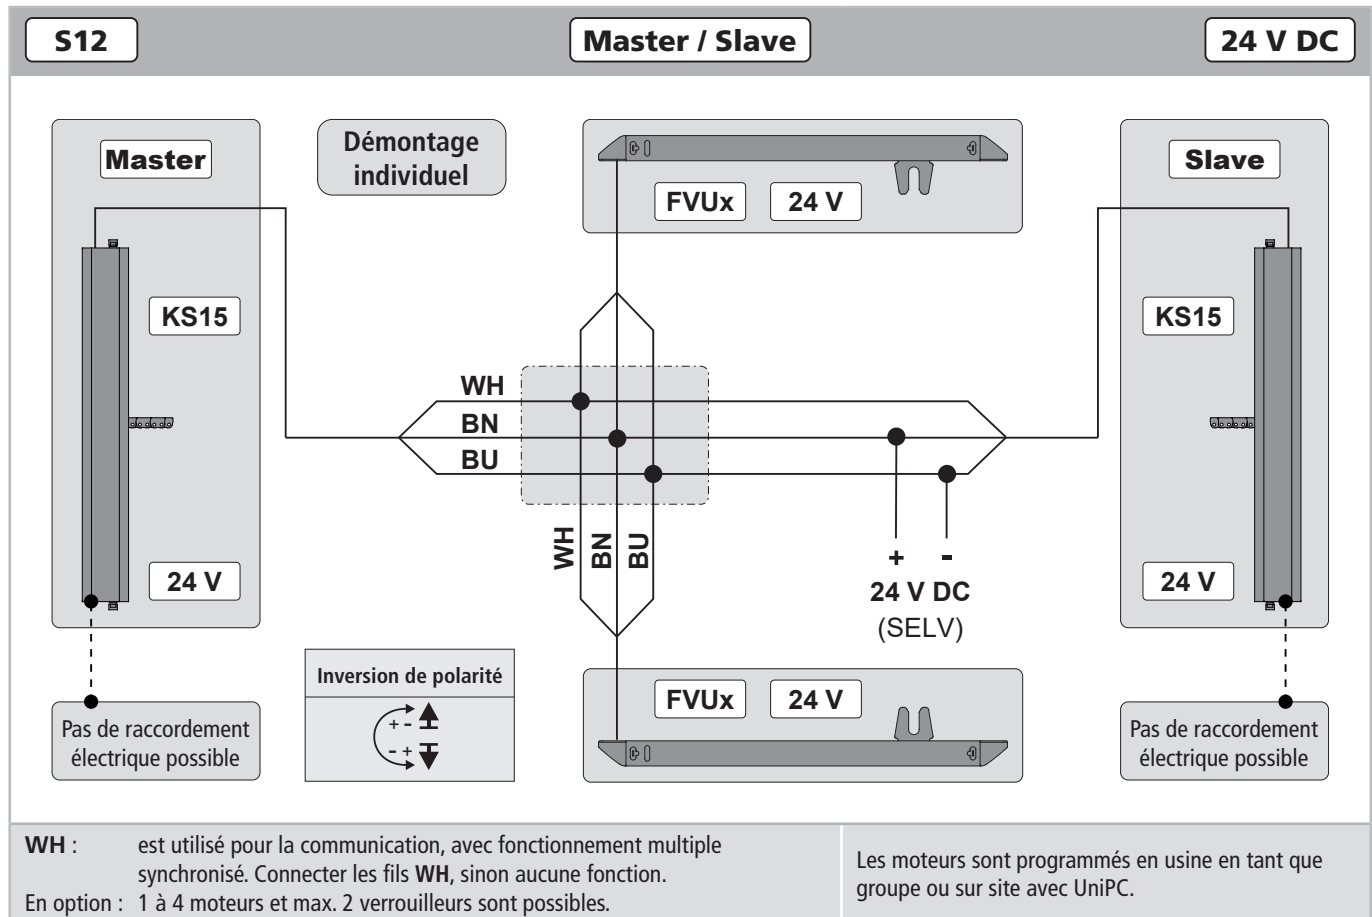 S12
Master / Slave
24 V DC
Master
Démontage
individuel
FVUx
24 V
Slave
KS15
KS15
WH
BN
BU
WH
BN
BU
+
-
24 V DC
(SELV)
24 V
24 V
Inversion de polarité
+ -
- +
FVUx
24 V
Pas de raccordement
électrique possible
Pas de raccordement
électrique possible
WH : est utilisé pour la communication, avec fonctionnement multiple
synchronisé. Connecter les fils WH, sinon aucune fonction.
En option : 1 à 4 moteurs et max. 2 verrouilleurs sont possibles.
Les moteurs sont programmés en usine en tant que
groupe ou sur site avec UniPC.